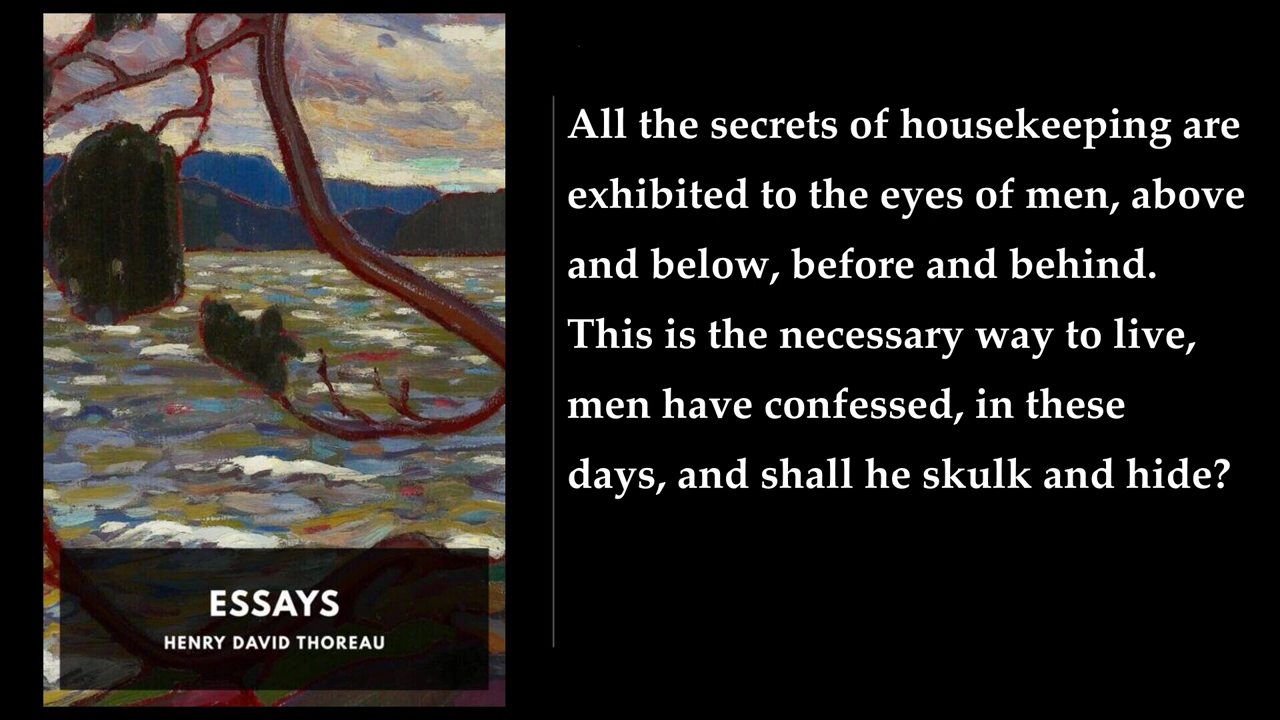 All the secrets of housekeeping are
exhibited to the eyes of men, above
and below, before and behind.
This is the necessary way to live,
men have confessed, in these
days, and shall he skulk and hide?
ESSAYS
HENRY DAVID THOREAU